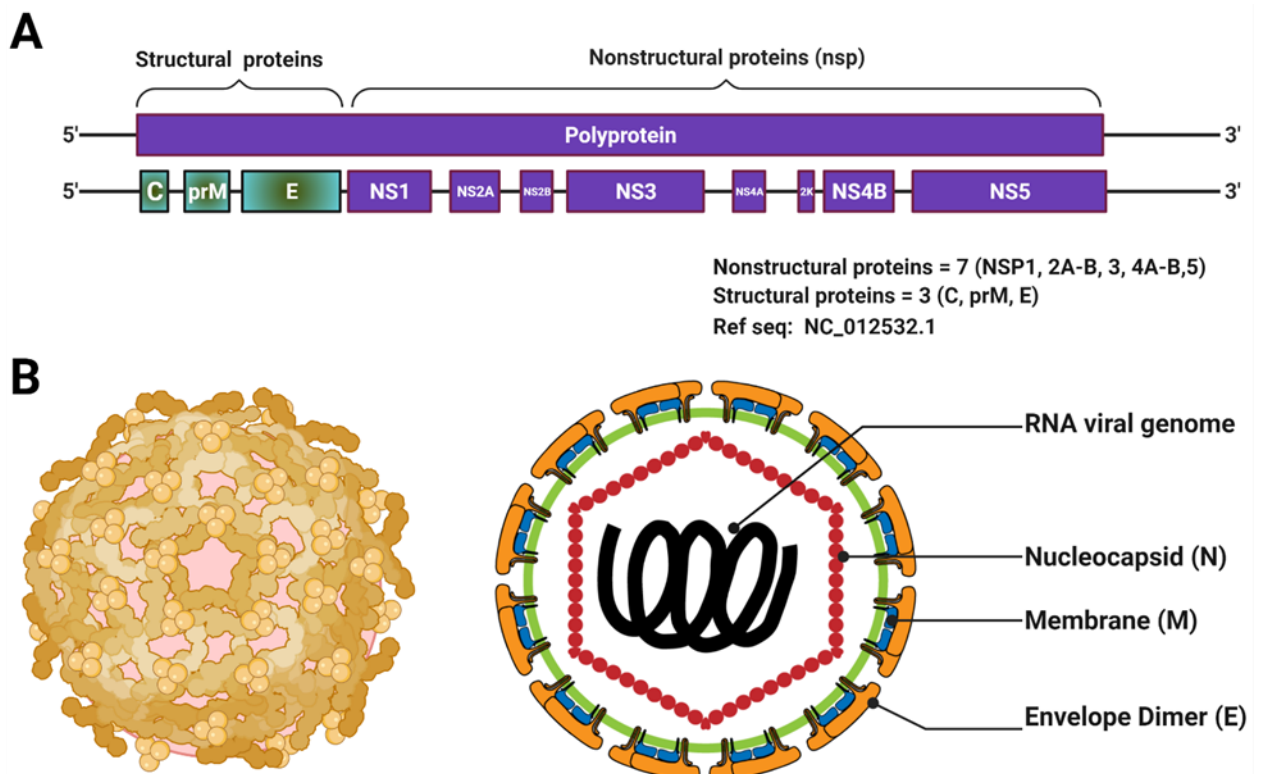 A
Structural proteins
Nonstructural proteins (nsp)
5' Polyprotein 3'
5' C prM E NS1 NS2A NS2B NS3 NS4A 2K NS4B NS5 3'
Nonstructural proteins = 7 (NSP1, 2A-B, 3, 4A-B,5)
Structural proteins = 3 (C, prM, E)
Ref seq: NC_012532.1
B
RNA viral genome
Nucleocapsid (N)
Membrane (M)
Envelope Dimer (E)